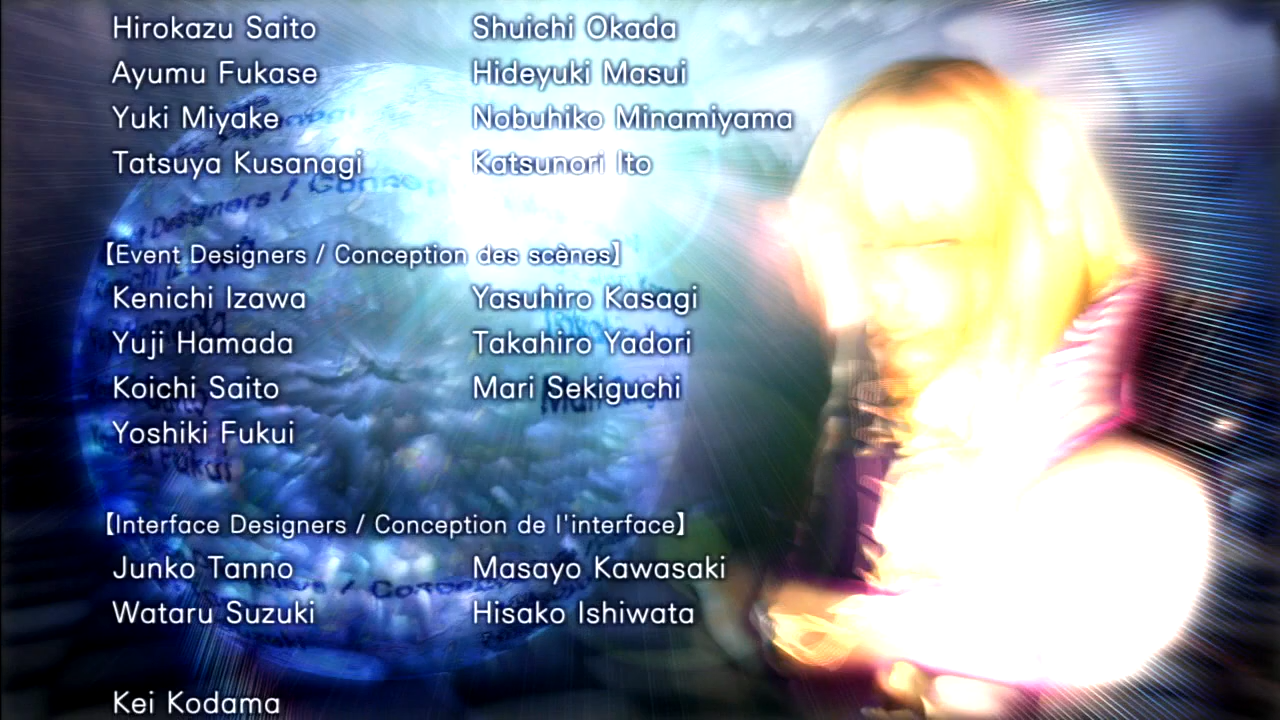 Hirokazu Saito Shuichi Okada
Ayumu Fukase Hideyuki Masui
Yuki Miyake Nobuhiko Minamiyama
Tatsuya Kusanagi Katsunori Ito
【Event Designers / Conception des scènes】
Kenichi Izawa Yasuhiro Kasagi
Yuji Hamada Takahiro Yadori
Koichi Saito Mari Sekiguchi
Yoshiki Fukui
【Interface Designers / Conception de l'interface】
Junko Tanno Masayo Kawasaki
Wataru Suzuki Hisako Ishiwata
Kei Kodama